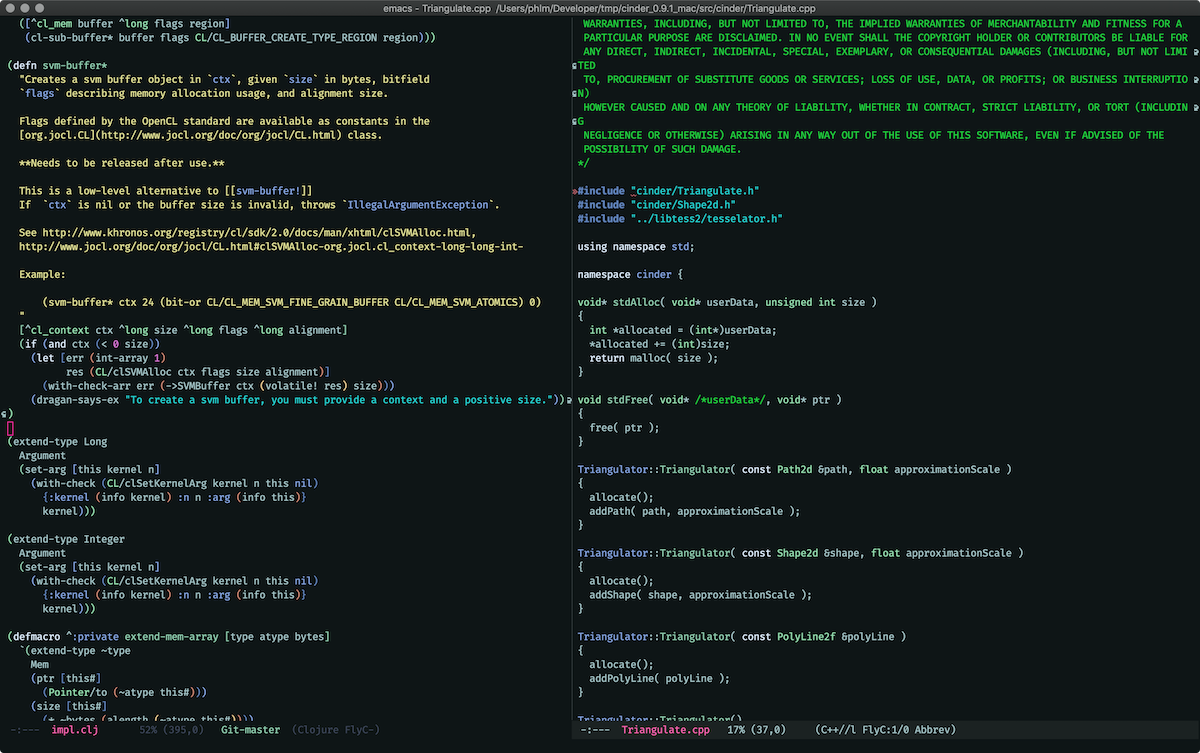 emacs - Triangulate.cpp /Users/phlm/Developer/tmp/cinder_0.9.1_mac/src/cinder/Triangulate.cpp
([^cl_mem buffer ^long flags region]
(cl-sub-buffer* buffer flags CL/CL_BUFFER_CREATE_TYPE_REGION region)))
(defn svm-buffer*
"Creates a svm buffer object in `ctx`, given `size` in bytes, bitfield
`flags` describing memory allocation usage, and alignment size.
Flags defined by the OpenCL standard are available as constants in the
[org.jocl.CL](http://www.jocl.org/doc/org/jocl/CL.html) class.
**Needs to be released after use.**
This is a low-level alternative to [[svm-buffer!]]
If  `ctx` is nil or the buffer size is invalid, throws `IllegalArgumentException`.
See http://www.khronos.org/registry/cl/sdk/2.0/docs/man/xhtml/clSVMAlloc.html,
http://www.jocl.org/doc/org/jocl/CL.html#clSVMAlloc-org.jocl.cl_context-long-long-int-
Example:
(svm-buffer* ctx 24 (bit-or CL/CL_MEM_SVM_FINE_GRAIN_BUFFER CL/CL_MEM_SVM_ATOMICS) 0)
"
[^cl_context ctx ^long size ^long flags ^long alignment]
(if (and ctx (< 0 size))
(let [err (int-array 1)
res (CL/clSVMAlloc ctx flags size alignment)]
(with-check-arr err (->SVMBuffer ctx (volatile! res) size)))
(dragan-says-ex "To create a svm buffer, you must provide a context and a positive size."))
)
(extend-type Long
Argument
(set-arg [this kernel n]
(with-check (CL/clSetKernelArg kernel n this nil)
{:kernel (info kernel) :n n :arg (info this)}
kernel)))
(extend-type Integer
Argument
(set-arg [this kernel n]
(with-check (CL/clSetKernelArg kernel n this nil)
{:kernel (info kernel) :n n :arg (info this)}
kernel)))
(defmacro ^:private extend-mem-array [type atype bytes]
`(extend-type ~type
Mem
(ptr [this#]
(Pointer/to (~atype this#)))
(size [this#]
(* ~bytes (alength (~atype this#))))
-:--- impl.clj 52% (395,0) Git-master (Clojure FlyC-)
WARRANTIES, INCLUDING, BUT NOT LIMITED TO, THE IMPLIED WARRANTIES OF MERCHANTABILITY AND FITNESS FOR A
PARTICULAR PURPOSE ARE DISCLAIMED. IN NO EVENT SHALL THE COPYRIGHT HOLDER OR CONTRIBUTORS BE LIABLE FOR
ANY DIRECT, INDIRECT, INCIDENTAL, SPECIAL, EXEMPLARY, OR CONSEQUENTIAL DAMAGES (INCLUDING, BUT NOT LIMI
TED
TO, PROCUREMENT OF SUBSTITUTE GOODS OR SERVICES; LOSS OF USE, DATA, OR PROFITS; OR BUSINESS INTERRUPTIO
N)
HOWEVER CAUSED AND ON ANY THEORY OF LIABILITY, WHETHER IN CONTRACT, STRICT LIABILITY, OR TORT (INCLUDIN
G
NEGLIGENCE OR OTHERWISE) ARISING IN ANY WAY OUT OF THE USE OF THIS SOFTWARE, EVEN IF ADVISED OF THE
POSSIBILITY OF SUCH DAMAGE.
*/
#include "cinder/Triangulate.h"
#include "cinder/Shape2d.h"
#include "../libtess2/tesselator.h"
using namespace std;
namespace cinder {
void* stdAlloc( void* userData, unsigned int size )
{
int *allocated = (int*)userData;
*allocated += (int)size;
return malloc( size );
}
void stdFree( void* /*userData*/, void* ptr )
{
free( ptr );
}
Triangulator::Triangulator( const Path2d &path, float approximationScale )
{
allocate();
addPath( path, approximationScale );
}
Triangulator::Triangulator( const Shape2d &shape, float approximationScale )
{
allocate();
addShape( shape, approximationScale );
}
Triangulator::Triangulator( const PolyLine2f &polyLine )
{
allocate();
addPolyLine( polyLine );
}
Triangulator::Triangulator()
-:--- Triangulate.cpp 17% (37,0) (C++//l FlyC:1/0 Abbrev)